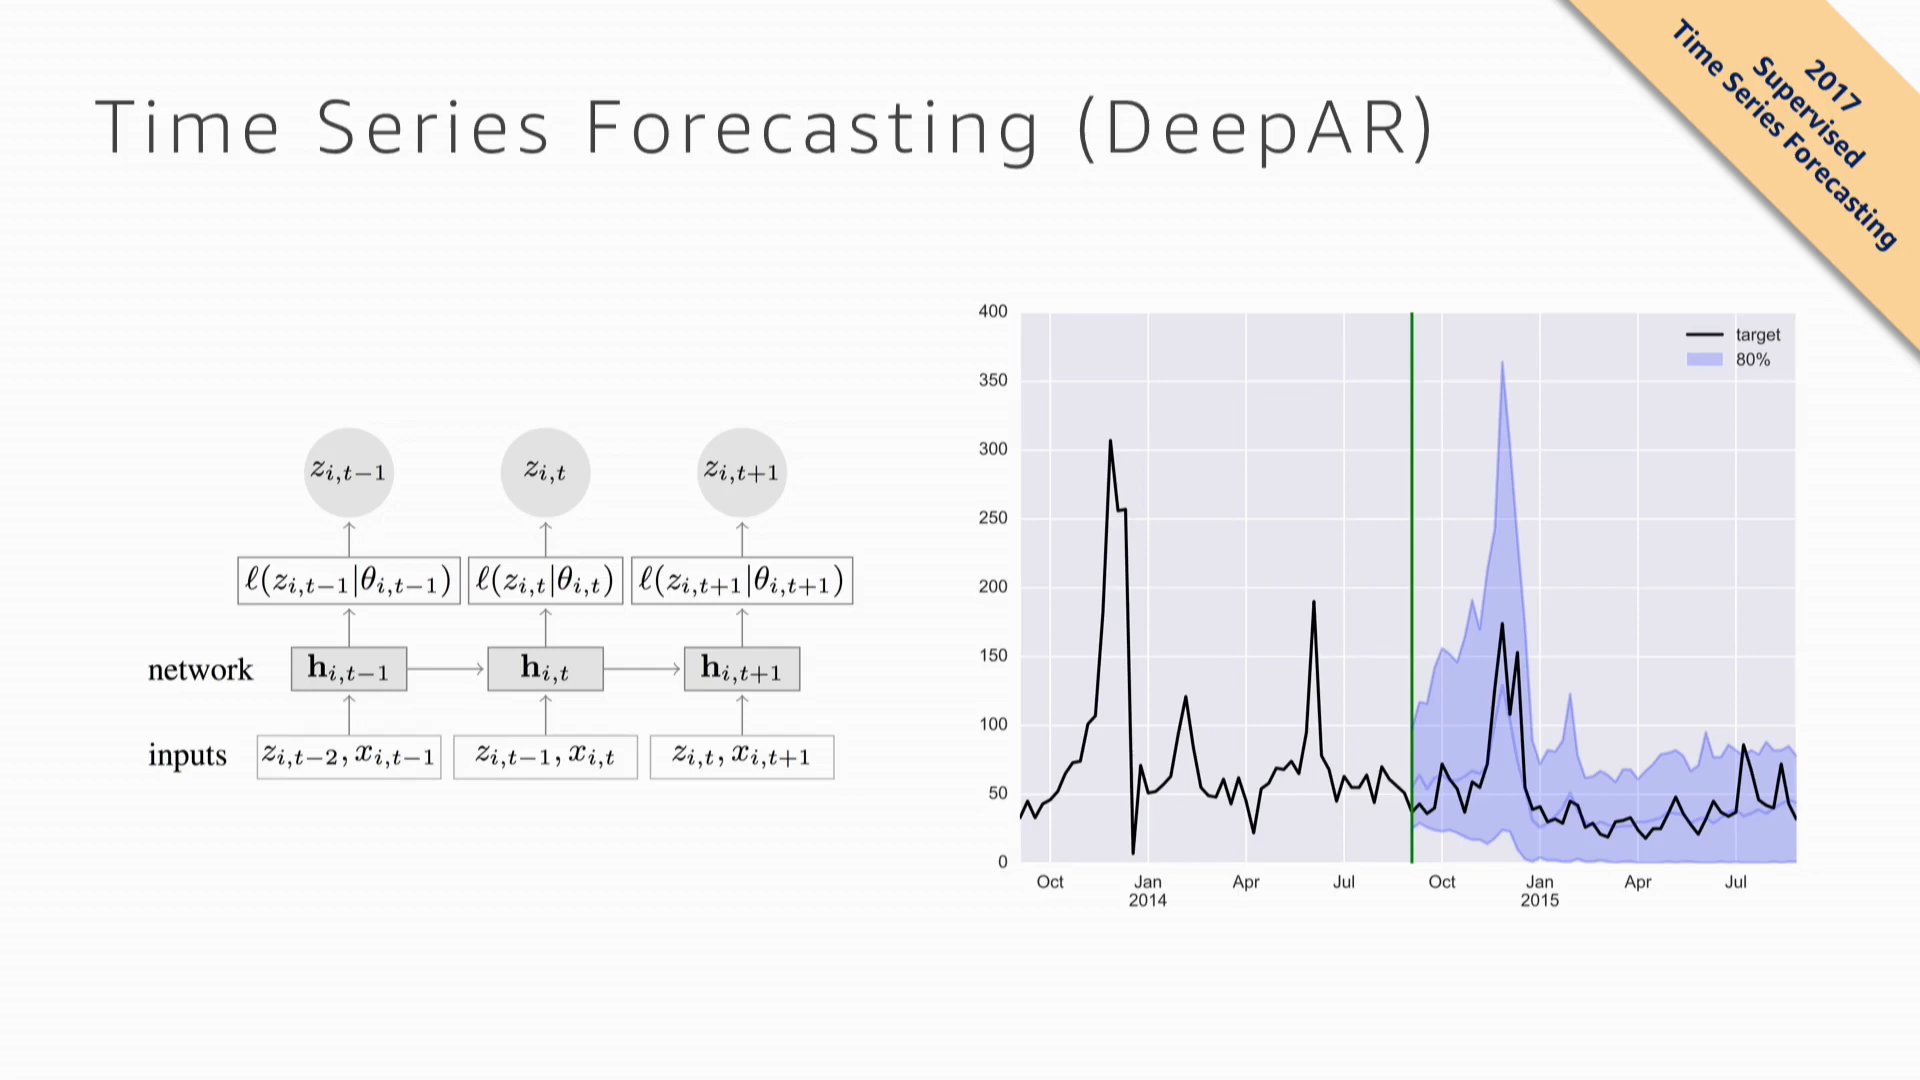 Time Series Forecasting (DeepAR)
2017
Supervised
Time Series Forecasting
z_{i,t−1} z_{i,t} z_{i,t+1}
ℓ(z_{i,t−1}|θ_{i,t−1}) ℓ(z_{i,t}|θ_{i,t}) ℓ(z_{i,t+1}|θ_{i,t+1})
network h_{i,t−1} h_{i,t} h_{i,t+1}
inputs z_{i,t−2}, x_{i,t−1} z_{i,t−1}, x_{i,t} z_{i,t}, x_{i,t+1}
400
350
300
250
200
150
100
50
0
target
80%
Oct Jan Apr Jul Oct Jan Apr Jul
2014 2015